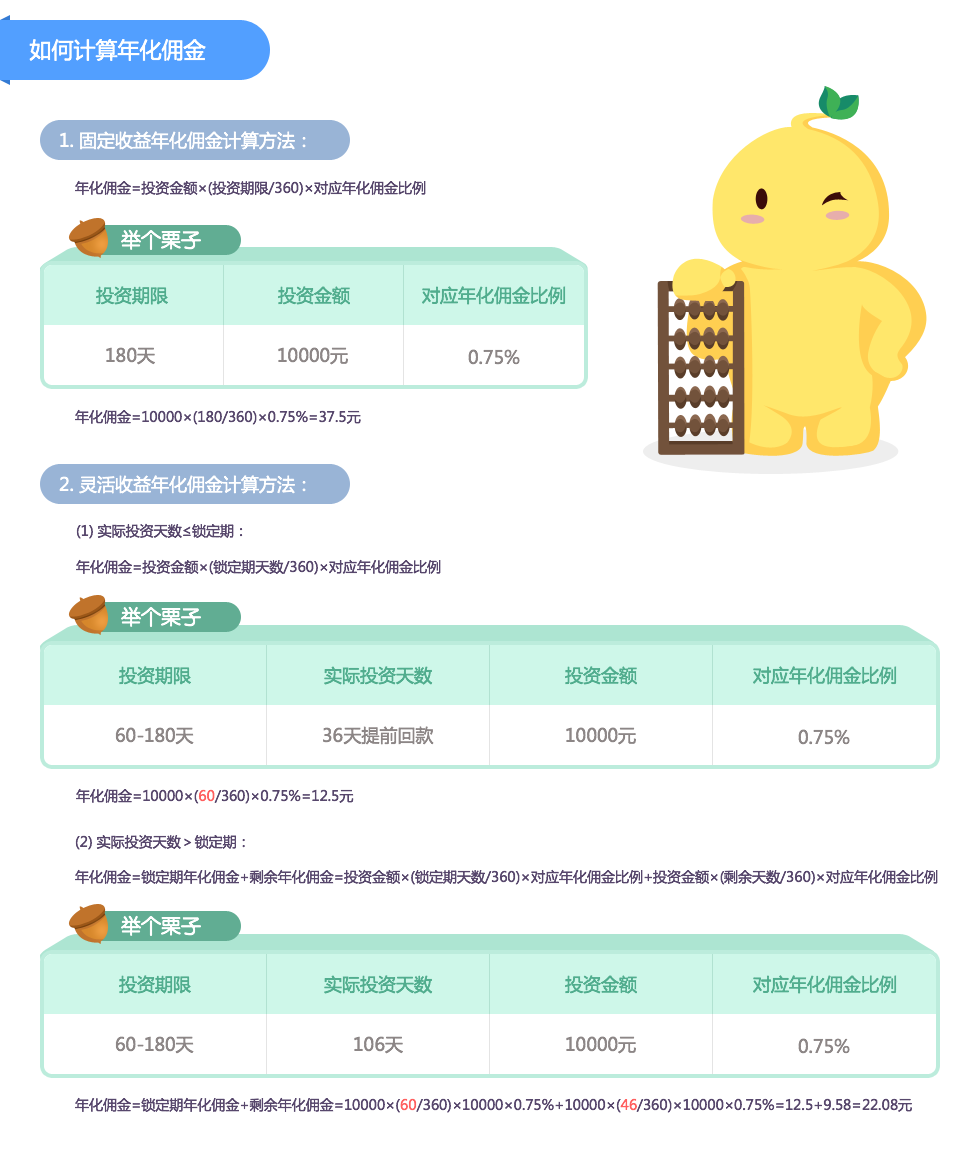 如何计算年化佣金
1. 固定收益年化佣金计算方法：
年化佣金=投资金额×(投资期限/360)×对应年化佣金比例
举个栗子
投资期限 投资金额 对应年化佣金比例
180天 10000元 0.75%
年化佣金=10000×(180/360)×0.75%=37.5元
2. 灵活收益年化佣金计算方法：
(1) 实际投资天数≤锁定期：
年化佣金=投资金额×(锁定期天数/360)×对应年化佣金比例
举个栗子
投资期限 实际投资天数 投资金额 对应年化佣金比例
60-180天 36天提前回款 10000元 0.75%
年化佣金=10000×(60/360)×0.75%=12.5元
(2) 实际投资天数 > 锁定期：
年化佣金=锁定期年化佣金+剩余年化佣金=投资金额×(锁定期天数/360)×对应年化佣金比例+投资金额×(剩余天数/360)×对应年化佣金比例
举个栗子
投资期限 实际投资天数 投资金额 对应年化佣金比例
60-180天 106天 10000元 0.75%
年化佣金=锁定期年化佣金+剩余年化佣金=10000×(60/360)×10000×0.75%+10000×(46/360)×10000×0.75%=12.5+9.58=22.08元